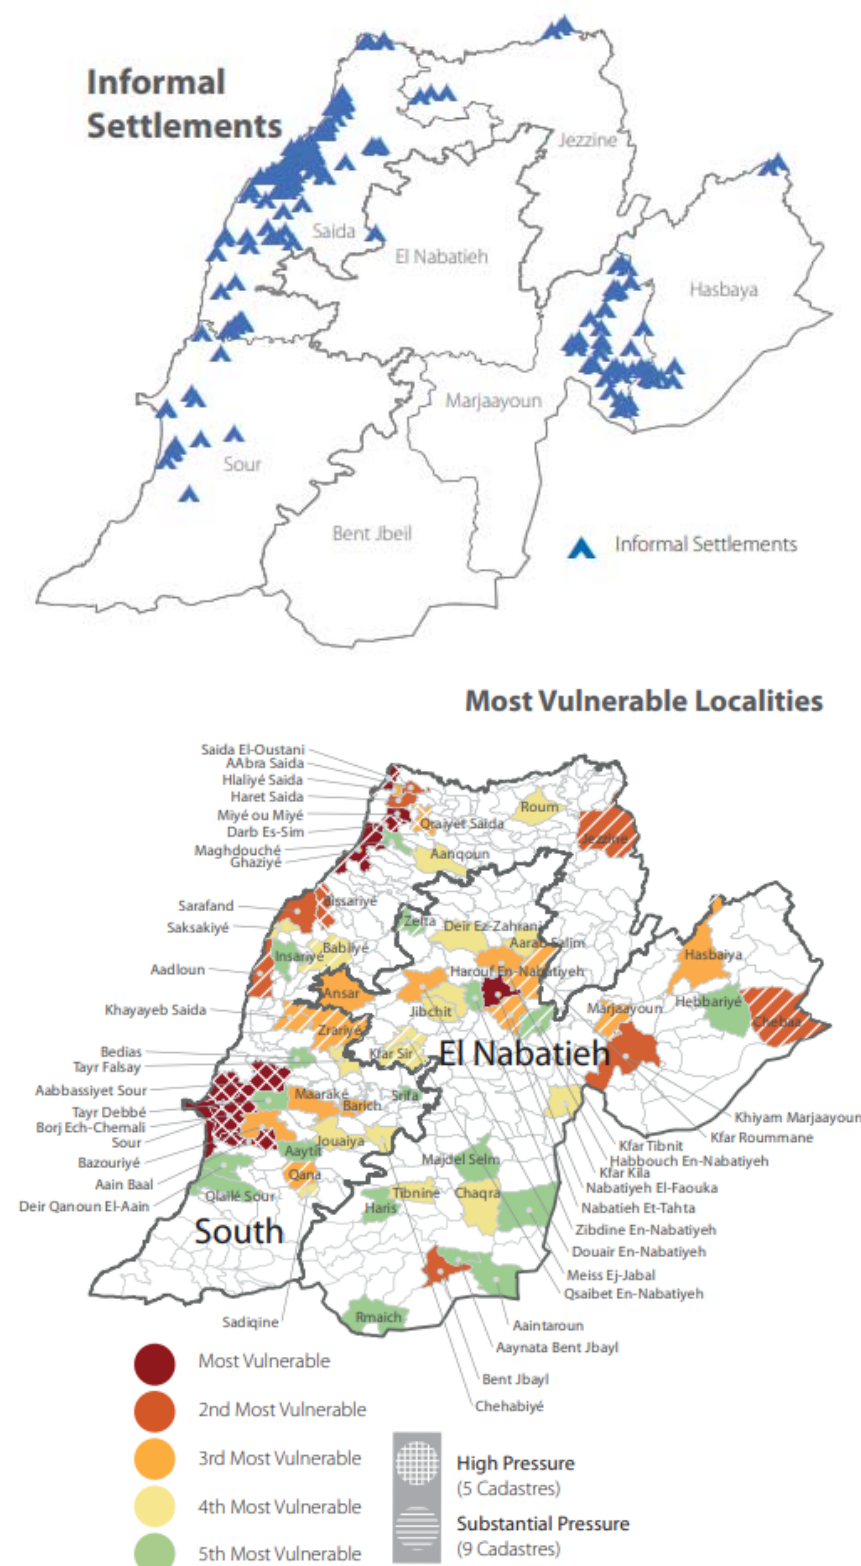 Informal
Settlements
Jezzine
Saida
El Nabatieh
Hasbaya
Marjaayoun
Sour
Bent Jbeil
Informal Settlements
Most Vulnerable Localities
Saida El-Oustani
AAbra Saida
Hlaliyé Saida
Haret Saida
Miyé ou Miyé
Darb Es-Sim
Maghdouché
Ghaziyé
Roum
Qraiyet Saida
Jezzine
Aanqoun
Sarafand
Saksakiyé
Aadloun
Khayayeb Saida
Zefta
Deir Ez-Zahrani
Aarab Salim
Insariyé
Babliyé
Harouf En-Nabatiyeh
Hasbaiya
Ansar
Jibchit
Marjaayoun
Hebbariyé
Chebaa
Zrariyé
Kfar Sir
El Nabatieh
Bedias
Tayr Falsay
Aabbassiyet Sour
Tayr Debbé
Borj Ech-Chemali
Sour
Bazouriyé
Aain Baal
Deir Qanoun El-Aain
Maaraké
Barich
Srifa
Jouaiya
Aaytit
Qana
Qlailé Sour
South
Majdel Selm
Tibnine
Chaqra
Haris
Khiyam Marjaayoun
Kfar Roummane
Kfar Tibnit
Habbouch En-Nabatiyeh
Kfar Kila
Nabatiyeh El-Faouka
Nabatieh Et-Tahta
Zibdine En-Nabatiyeh
Douair En-Nabatiyeh
Meiss Ej-Jabal
Qsaibet En-Nabatiyeh
Sadiqine
Rmaich
Aaintaroun
Aaynata Bent Jbayl
Bent Jbayl
Chehabiyé
Most Vulnerable
2nd Most Vulnerable
3rd Most Vulnerable
4th Most Vulnerable
5th Most Vulnerable
High Pressure
(5 Cadastres)
Substantial Pressure
(9 Cadastres)